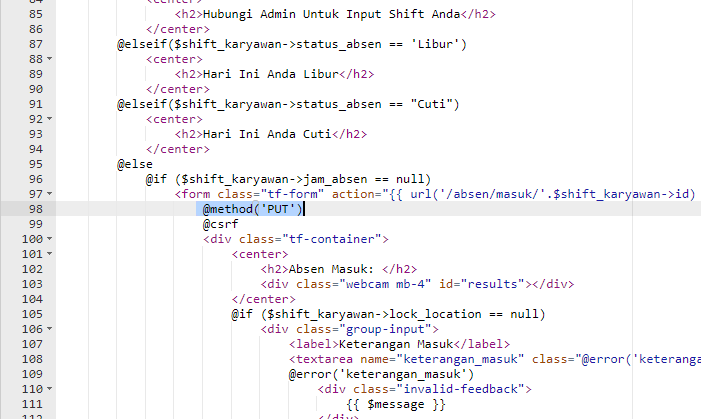 84 <center>
85 <h2>Hubungi Admin Untuk Input Shift Anda</h2>
86 </center>
87 @elseif($shift_karyawan->status_absen == 'Libur')
88 <center>
89 <h2>Hari Ini Anda Libur</h2>
90 </center>
91 @elseif($shift_karyawan->status_absen == "Cuti")
92 <center>
93 <h2>Hari Ini Anda Cuti</h2>
94 </center>
95 @else
96 @if ($shift_karyawan->jam_absen == null)
97 <form class="tf-form" action="{{ url('/absen/masuk/'.$shift_karyawan->id)
98 @method('PUT')
99 @csrf
100 <div class="tf-container">
101 <center>
102 <h2>Absen Masuk: </h2>
103 <div class="webcam mb-4" id="results"></div>
104 </center>
105 @if ($shift_karyawan->lock_location == null)
106 <div class="group-input">
107 <label>Keterangan Masuk</label>
108 <textarea name="keterangan_masuk" class="@error('keteranga
109 @error('keterangan_masuk')
110 <div class="invalid-feedback">
111 {{ $message }}
112 </div>